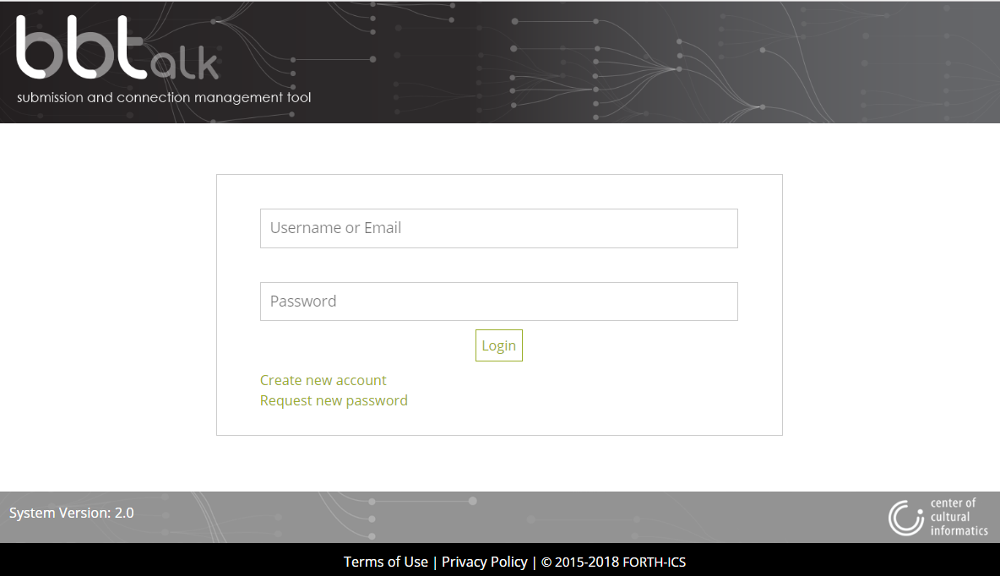 bbtalk
submission and connection management tool
Username or Email
Password
Login
Create new account
Request new password
System Version: 2.0
center of
cultural
informatics
Terms of Use | Privacy Policy | © 2015-2018 FORTH-ICS